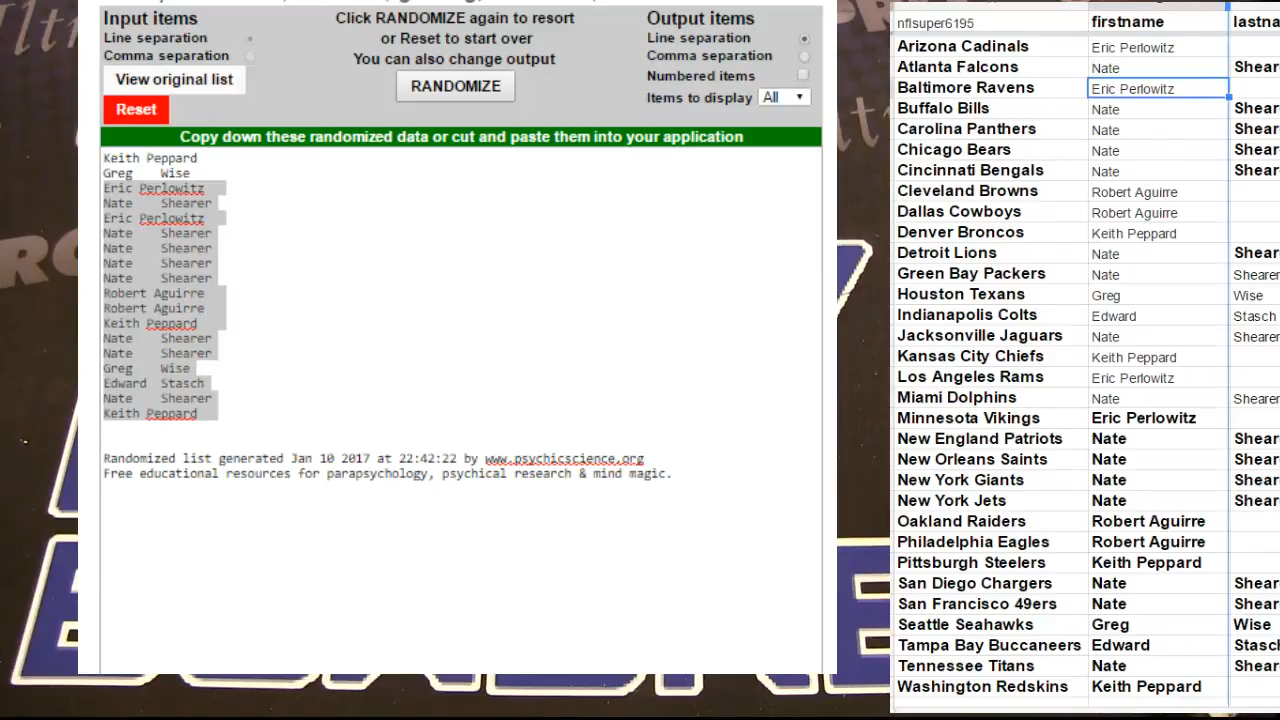 Input items
Line separation
Comma separation
View original list
Reset
Click RANDOMIZE again to resort
or Reset to start over
You can also change output
RANDOMIZE
Output items
Line separation
Comma separation
Numbered items
Items to display All
Copy down these randomized data or cut and paste them into your application
Keith Peppard
Greg Wise
Eric Perlowitz
Nate Shearer
Eric Perlowitz
Nate Shearer
Nate Shearer
Nate Shearer
Nate Shearer
Robert Aguirre
Robert Aguirre
Keith Peppard
Nate Shearer
Nate Shearer
Greg Wise
Edward Stasch
Nate Shearer
Keith Peppard
Randomized list generated Jan 10 2017 at 22:42:22 by www.psychicscience.org
Free educational resources for parapsychology, psychical research & mind magic.
nflsuper6195 firstname lastna
Arizona Cadinals Eric Perlowitz
Atlanta Falcons Nate Shear
Baltimore Ravens Eric Perlowitz
Buffalo Bills Nate Shear
Carolina Panthers Nate Shear
Chicago Bears Nate Shear
Cincinnati Bengals Nate Shear
Cleveland Browns Robert Aguirre
Dallas Cowboys Robert Aguirre
Denver Broncos Keith Peppard
Detroit Lions Nate Shear
Green Bay Packers Nate Shearer
Houston Texans Greg Wise
Indianapolis Colts Edward Stasch
Jacksonville Jaguars Nate Shearer
Kansas City Chiefs Keith Peppard
Los Angeles Rams Eric Perlowitz
Miami Dolphins Nate Shearer
Minnesota Vikings Eric Perlowitz
New England Patriots Nate Shear
New Orleans Saints Nate Shear
New York Giants Nate Shear
New York Jets Nate Shear
Oakland Raiders Robert Aguirre
Philadelphia Eagles Robert Aguirre
Pittsburgh Steelers Keith Peppard
San Diego Chargers Nate Shear
San Francisco 49ers Nate Shear
Seattle Seahawks Greg Wise
Tampa Bay Buccaneers Edward Stasch
Tennessee Titans Nate Shear
Washington Redskins Keith Peppard